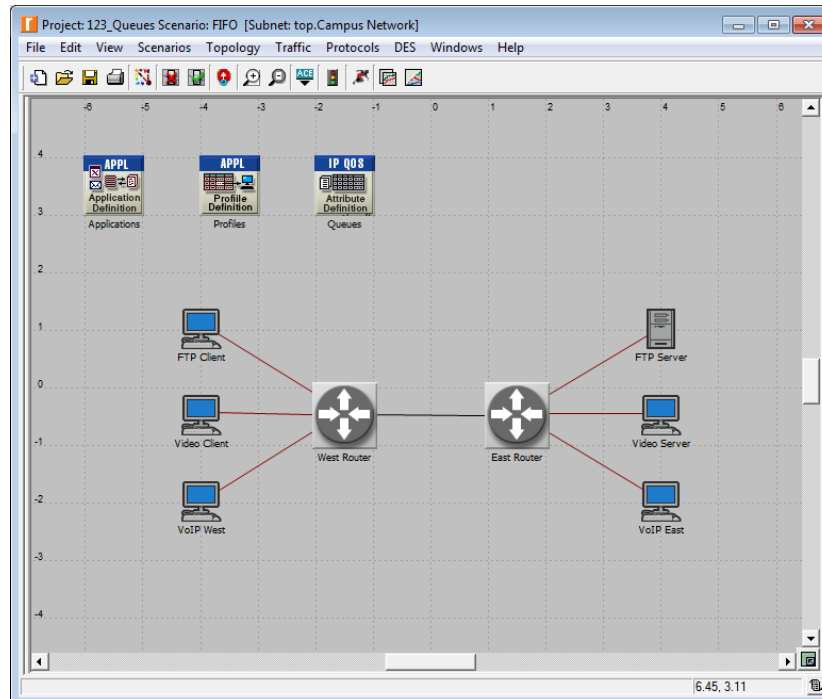 Project: 123_Queues Scenario: FIFO [Subnet: top.Campus Network]
File Edit View Scenarios Topology Traffic Protocols DES Windows Help
ACE
-6 -5 -4 -3 -2 -1 0 1 2 3 4 5 6
4
APPL
Application
Definition
Applications
APPL
Profile
Definition
Profiles
IP QOS
Attribute
Definition
Queues
3
2
1
FTP Client
FTP Server
0
Video Client
Video Server
-1
West Router
East Router
-2
VoIP West
VoIP East
-3
-4
6.45, 3.11